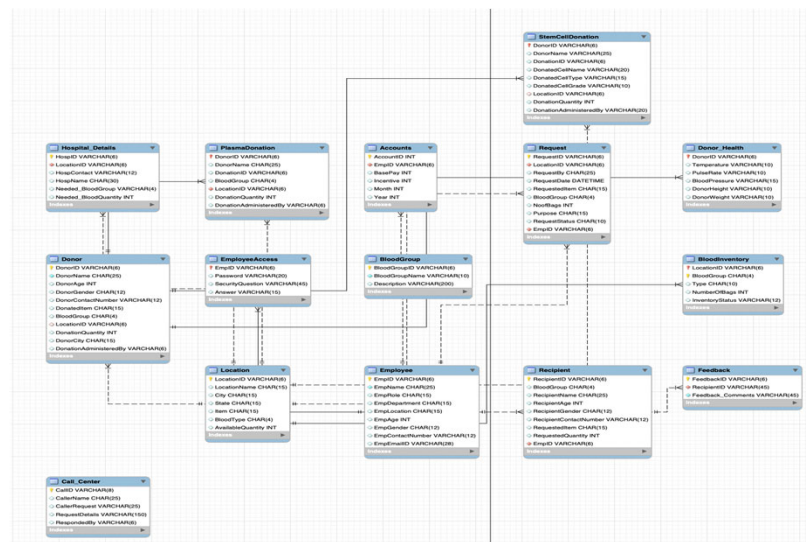 StemCellDonation
DonorID VARCHAR(6)
DonorName VARCHAR(25)
DonationID VARCHAR(6)
DonatedCellName VARCHAR(20)
DonatedCellType VARCHAR(15)
DonatedCellGrade VARCHAR(10)
LocationID VARCHAR(6)
DonationQuantity INT
DonationAdministeredBy VARCHAR(20)
Indexes
Hospital_Details
HospID VARCHAR(6)
LocationID VARCHAR(6)
HospContact VARCHAR(12)
HospName CHAR(30)
Needed_BloodGroup VARCHAR(4)
Needed_BloodQuantity INT
Indexes
PlasmaDonation
DonorID VARCHAR(6)
DonorName CHAR(25)
DonationID VARCHAR(6)
BloodGroup CHAR(4)
LocationID VARCHAR(6)
DonationQuantity INT
DonationAdministeredBy VARCHAR(6)
Indexes
Accounts
AccountID INT
EmpID VARCHAR(6)
BasePay INT
Incentive INT
Month INT
Year INT
Indexes
Request
RequestID VARCHAR(6)
LocationID VARCHAR(6)
RequestBy CHAR(25)
RequestDate DATETIME
RequestedItem CHAR(15)
BloodGroup CHAR(4)
NoofBags INT
Purpose CHAR(15)
RequestStatus CHAR(10)
EmpID VARCHAR(6)
Indexes
Donor_Health
DonorID VARCHAR(6)
Temperature VARCHAR(10)
PulseRate VARCHAR(10)
BloodPressure VARCHAR(15)
DonorHeight VARCHAR(10)
DonorWeight VARCHAR(10)
Indexes
Donor
DonorID VARCHAR(6)
DonorName CHAR(25)
DonorAge INT
DonorGender CHAR(12)
DonorContactNumber VARCHAR(12)
DonatedItem CHAR(15)
BloodGroup CHAR(4)
LocationID VARCHAR(6)
DonationQuantity INT
DonorCity CHAR(15)
DonationAdministeredBy VARCHAR(6)
Indexes
EmployeeAccess
EmpID VARCHAR(6)
Password VARCHAR(20)
SecurityQuestion VARCHAR(45)
Answer VARCHAR(15)
Indexes
BloodGroup
BloodGroupID VARCHAR(6)
BloodGroupName VARCHAR(10)
Description VARCHAR(200)
Indexes
BloodInventory
LocationID VARCHAR(6)
BloodGroup CHAR(4)
Type CHAR(10)
NumberOfBags INT
InventoryStatus VARCHAR(12)
Indexes
Location
LocationID VARCHAR(6)
LocationName CHAR(15)
City CHAR(15)
State CHAR(15)
Item CHAR(15)
BloodType CHAR(4)
AvailableQuantity INT
Indexes
Employee
EmpID VARCHAR(6)
EmpName CHAR(25)
EmpRole CHAR(15)
EmpDepartment CHAR(15)
EmpLocation CHAR(15)
EmpAge INT
EmpGender CHAR(12)
EmpContactNumber VARCHAR(12)
EmpEmailID VARCHAR(28)
Indexes
Recipient
RecipientID VARCHAR(6)
BloodGroup CHAR(4)
RecipientName CHAR(25)
RecipientAge INT
RecipientGender CHAR(12)
RecipientContactNumber VARCHAR(12)
RequestedItem CHAR(15)
RequestedQuantity INT
EmpID VARCHAR(6)
Indexes
Feedback
FeedbackID VARCHAR(6)
RecipientID VARCHAR(45)
Feedback_Comments VARCHAR(45)
Indexes
Call_Center
CallID VARCHAR(8)
CallerName CHAR(25)
CallerRequest VARCHAR(25)
RequestDetails VARCHAR(150)
RespondedBy VARCHAR(6)
Indexes